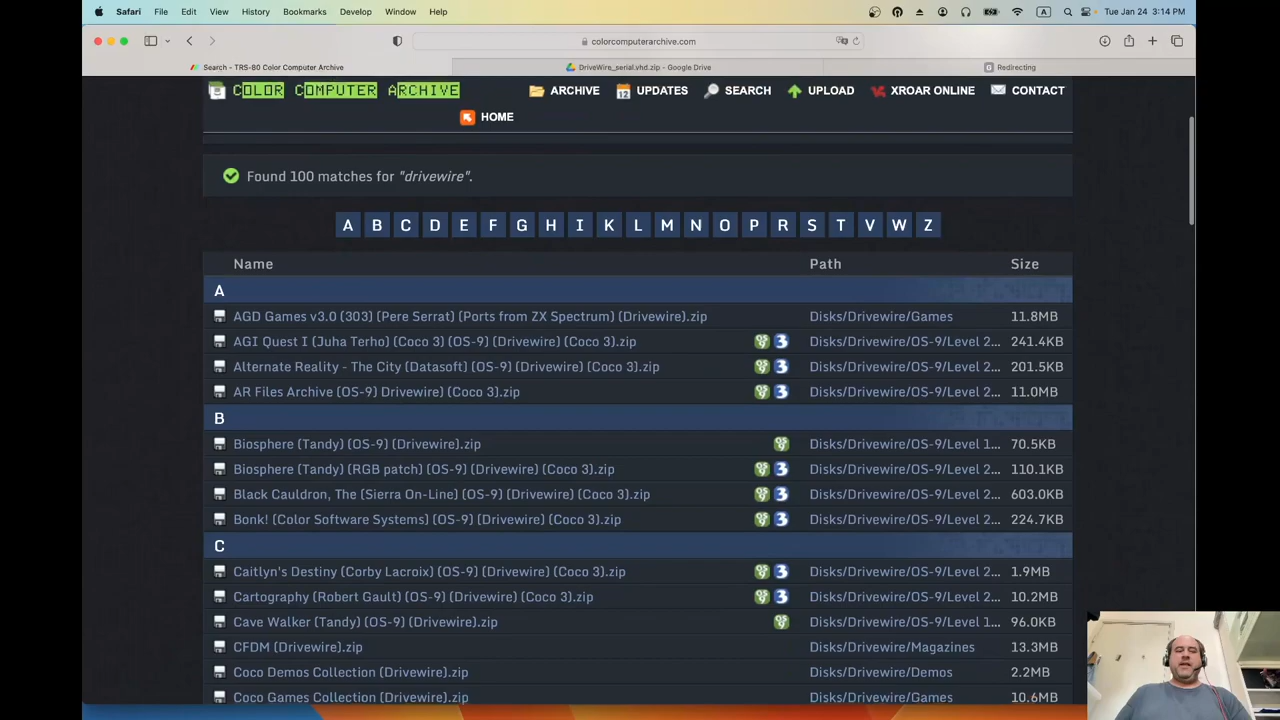 Safari File Edit View History Bookmarks Develop Window Help A Tue Jan 24 3:14 PM
colorcomputerarchive.com
Search - TRS-80 Color Computer Archive DriveWire_serial.vhd.zip - Google Drive Redirecting
COLOR COMPUTER ARCHIVE ARCHIVE 12 UPDATES SEARCH UPLOAD XROAR ONLINE CONTACT
HOME
Found 100 matches for "drivewire".
A B C D E F G H I K L M N O P R S T V W Z
Name Path Size
A
AGD Games v3.0 (303) (Pere Serrat) (Ports from ZX Spectrum) (Drivewire).zip Disks/Drivewire/Games 11.8MB
AGI Quest I (Juha Terho) (Coco 3) (OS-9) (Drivewire) (Coco 3).zip 3 Disks/Drivewire/OS-9/Level 2... 241.4KB
Alternate Reality - The City (Datasoft) (OS-9) (Drivewire) (Coco 3).zip 3 Disks/Drivewire/OS-9/Level 2... 201.5KB
AR Files Archive (OS-9) Drivewire) (Coco 3).zip 3 Disks/Drivewire/OS-9/Level 2... 11.0MB
B
Biosphere (Tandy) (OS-9) (Drivewire).zip Disks/Drivewire/OS-9/Level 1... 70.5KB
Biosphere (Tandy) (RGB patch) (OS-9) (Drivewire) (Coco 3).zip 3 Disks/Drivewire/OS-9/Level 2... 110.1KB
Black Cauldron, The (Sierra On-Line) (OS-9) (Drivewire) (Coco 3).zip 3 Disks/Drivewire/OS-9/Level 2... 603.0KB
Bonk! (Color Software Systems) (OS-9) (Drivewire) (Coco 3).zip 3 Disks/Drivewire/OS-9/Level 2... 224.7KB
C
Caitlyn's Destiny (Corby Lacroix) (OS-9) (Drivewire) (Coco 3).zip 3 Disks/Drivewire/OS-9/Level 2... 1.9MB
Cartography (Robert Gault) (OS-9) (Drivewire) (Coco 3).zip 3 Disks/Drivewire/OS-9/Level 2... 10.2MB
Cave Walker (Tandy) (OS-9) (Drivewire).zip Disks/Drivewire/OS-9/Level 1... 96.0KB
CFDM (Drivewire).zip Disks/Drivewire/Magazines 13.3MB
Coco Demos Collection (Drivewire).zip Disks/Drivewire/Demos 2.2MB
Coco Games Collection (Drivewire).zip Disks/Drivewire/Games 10.6MB